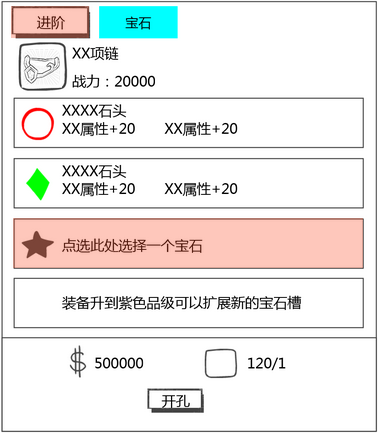 进阶 宝石
XX项链
战力：20000
XXXX石头
XX属性+20 XX属性+20
XXXX石头
XX属性+20 XX属性+20
点选此处选择一个宝石
装备升到紫色品级可以扩展新的宝石槽
$ 500000 120/1
开孔